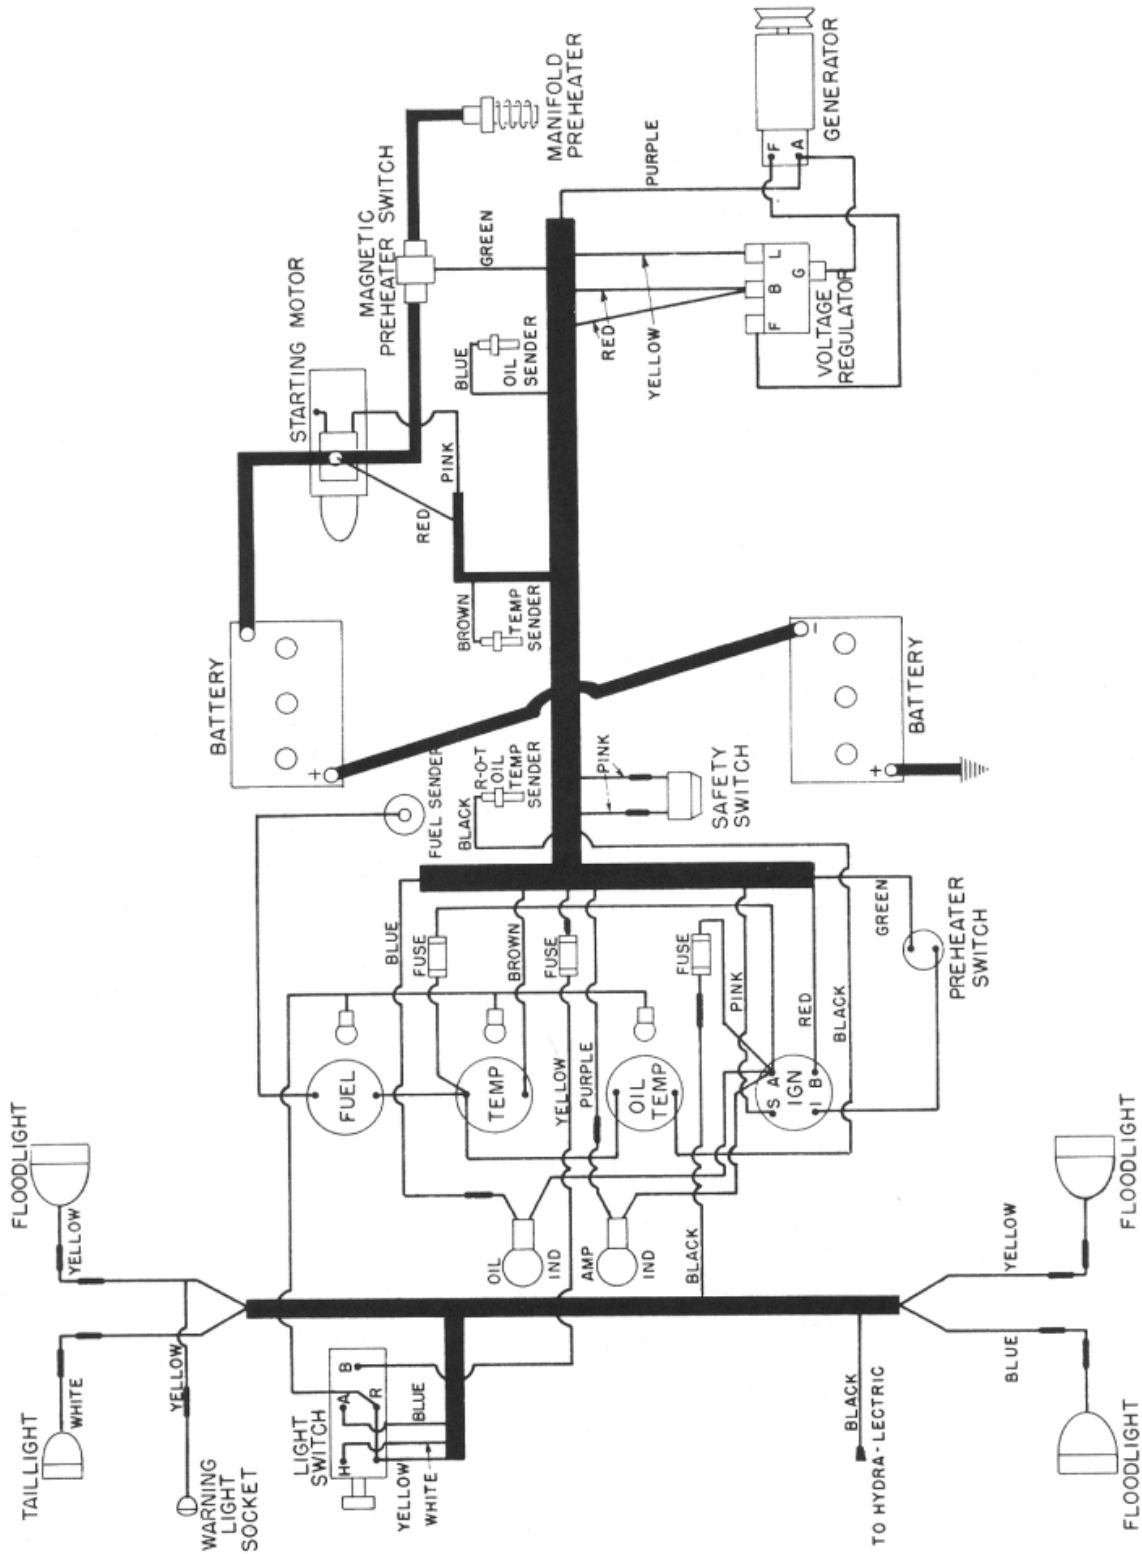 GENERATOR
F
A
PURPLE
MANIFOLD
PREHEATER
MAGNETIC
PREHEATER SWITCH
GREEN
STARTING MOTOR
BLUE
OIL
SENDER
RED
YELLOW
L
B
F
G
VOLTAGE
REGULATOR
PINK
RED
BROWN
TEMP
SENDER
BATTERY
+
BATTERY
+
-
FUEL SENDER
BLACK
R-O-T
OIL
TEMP
SENDER
PINK
SAFETY
SWITCH
BLUE
FUSE
BROWN
FUSE
FUSE
PINK
RED
BLACK
GREEN
PREHEATER
SWITCH
FUEL
TEMP
YELLOW
PURPLE
OIL
TEMP
S
A
IGN
I
B
FLOODLIGHT
YELLOW
OIL
IND
AMP
IND
BLACK
YELLOW
FLOODLIGHT
TAILLIGHT
WHITE
YELLOW
WARNING
LIGHT
SOCKET
LIGHT
SWITCH
B
A
R
H
BLUE
YELLOW
WHITE
BLACK
TO HYDRA-LECTRIC
BLUE
FLOODLIGHT